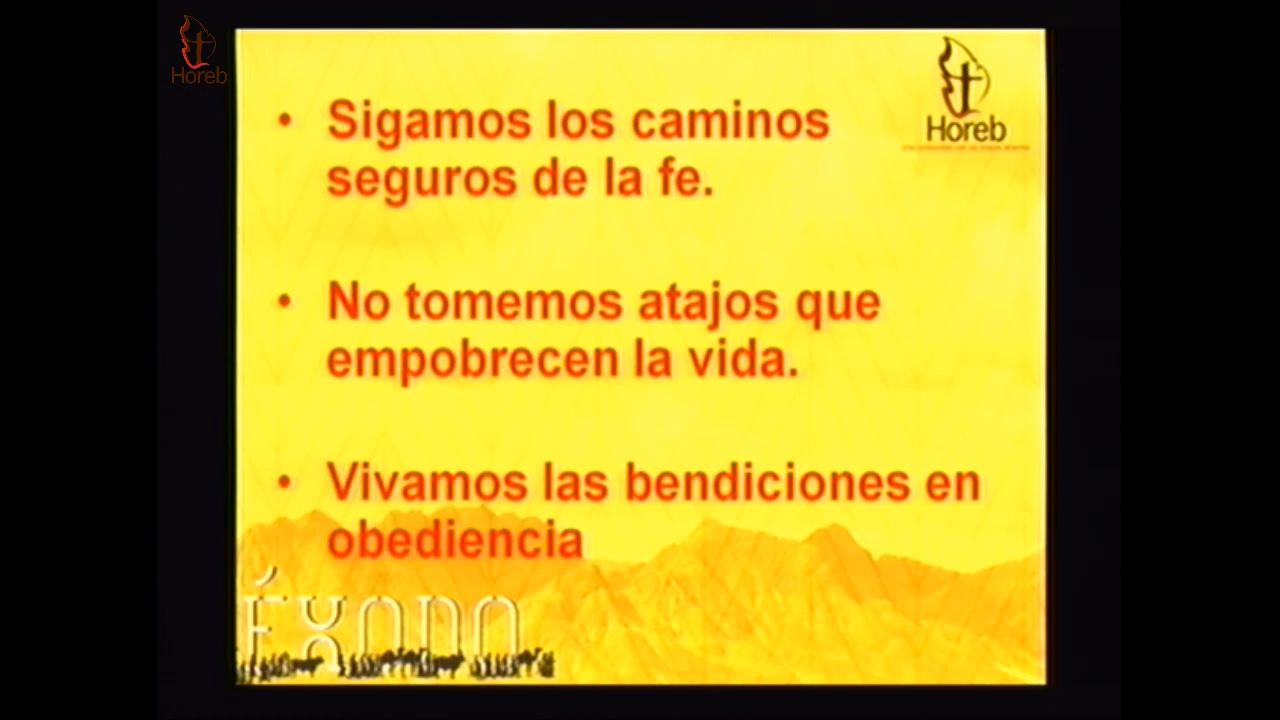 Horeb
Horeb
• Sigamos los caminos
seguros de la fe.
• No tomemos atajos que
empobrecen la vida.
• Vivamos las bendiciones en
obediencia
ÉXODO